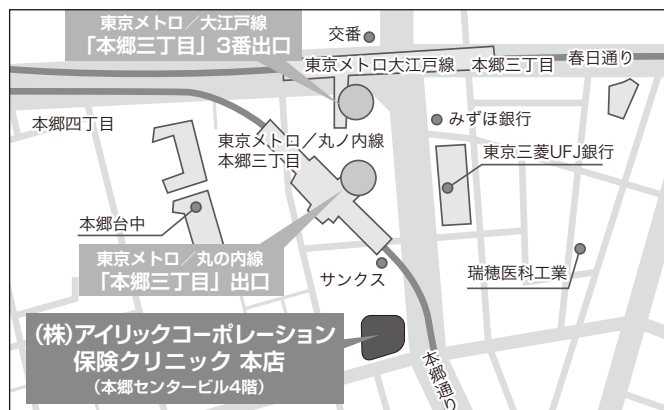 東京メトロ／大江戸線
「本郷三丁目」3番出口
交番
東京メトロ大江戸線　本郷三丁目
春日通り
本郷四丁目
みずほ銀行
東京メトロ／丸ノ内線
本郷三丁目
東京三菱UFJ銀行
本郷台中
東京メトロ／丸の内線
「本郷三丁目」出口
サンクス
瑞穂医科工業
(株)アイリックコーポレーション
保険クリニック 本店
(本郷センタービル4階)
本郷通り